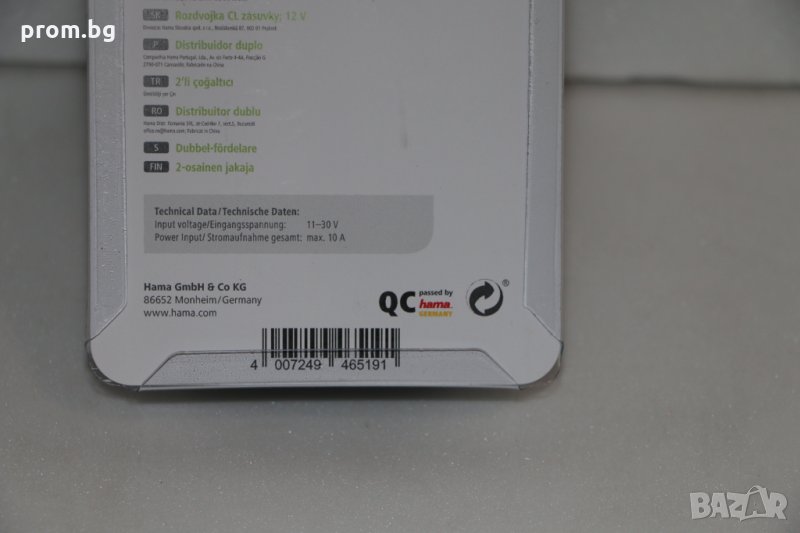 prom.bg
SK Rozdvojka CL zásuvky; 12 V
P Distribuidor duplo
TR 2'li çoğaltıcı
RO Distribuitor dublu
S Dubbel-fördelare
FIN 2-osainen jakaja
Technical Data/Technische Daten:
Input voltage/Eingangsspannung: 11–30 V
Power Input/ Stromaufnahme gesamt: max. 10 A
Hama GmbH & Co KG
86652 Monheim/Germany
www.hama.com
QC passed by
hama.
GERMANY
®
4 007249 465191
BAZAR